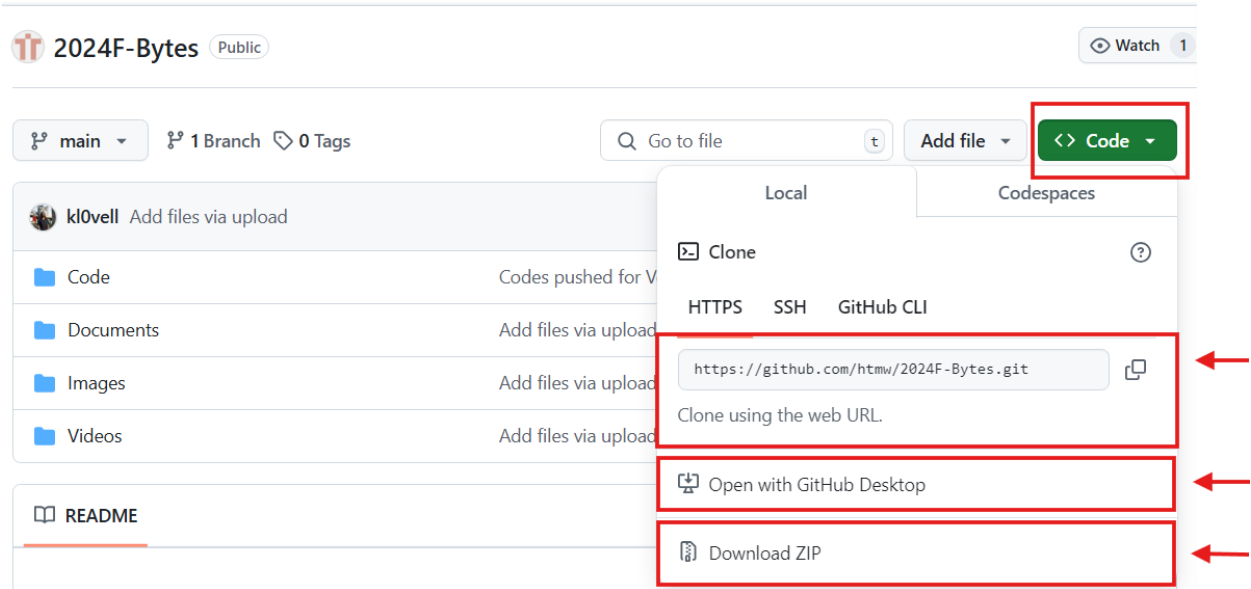 2024F-Bytes Public Watch 1
main 1 Branch 0 Tags Go to file t Add file <> Code
kl0vell Add files via upload
Local Codespaces
Clone
Code Codes pushed for V
HTTPS SSH GitHub CLI
Documents Add files via upload
https://github.com/htmw/2024F-Bytes.git
Images Add files via upload
Clone using the web URL.
Videos Add files via upload
Open with GitHub Desktop
README
Download ZIP